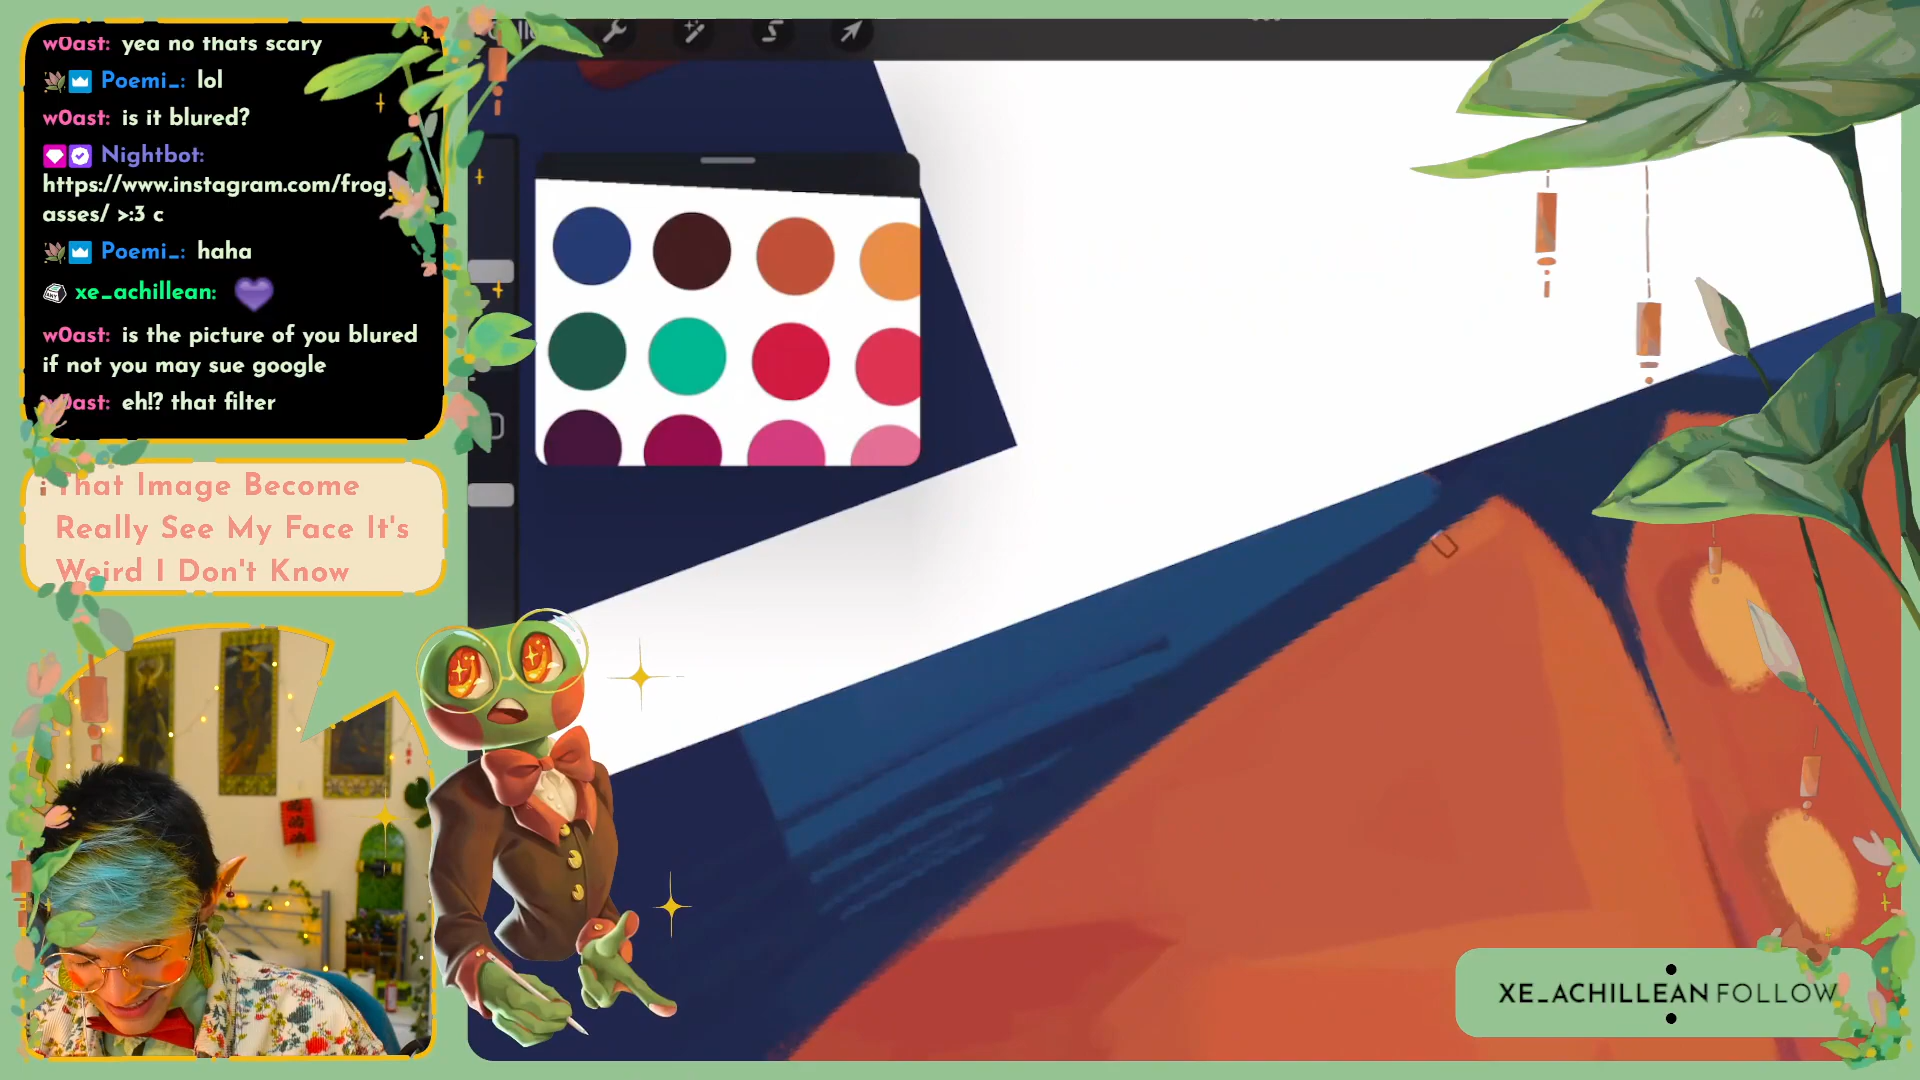 w0ast: yea no thats scary
Poemi_: lol
w0ast: is it blured?
Nightbot:
https://www.instagram.com/frog
asses/ >:3 c
Poemi_: haha
xe_achillean:
w0ast: is the picture of you blured
if not you may sue google
w0ast: eh!? that filter
That Image Become
Really See My Face It's
Weird I Don't Know
XE_ACHILLEAN FOLLOW